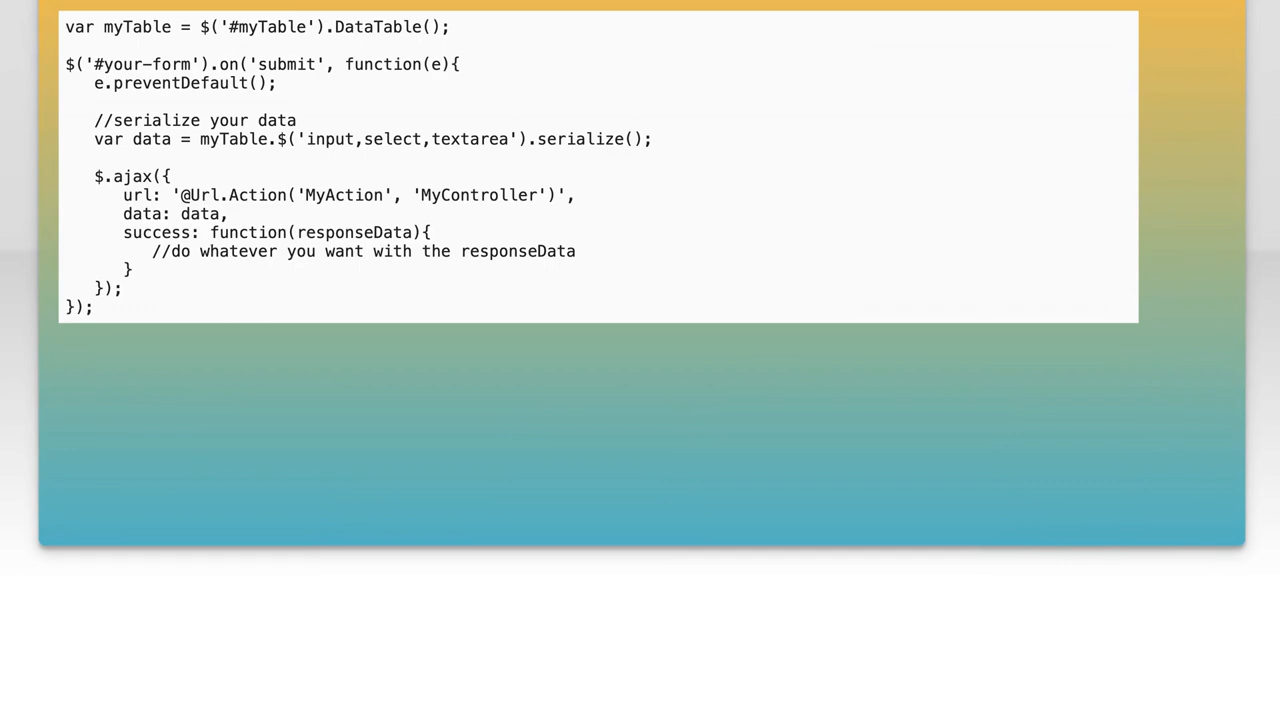 var myTable = $('#myTable').DataTable();
$('#your-form').on('submit', function(e){
e.preventDefault();
//serialize your data
var data = myTable.$('input,select,textarea').serialize();
$.ajax({
url: '@Url.Action('MyAction', 'MyController')',
data: data,
success: function(responseData){
//do whatever you want with the responseData
}
});
});